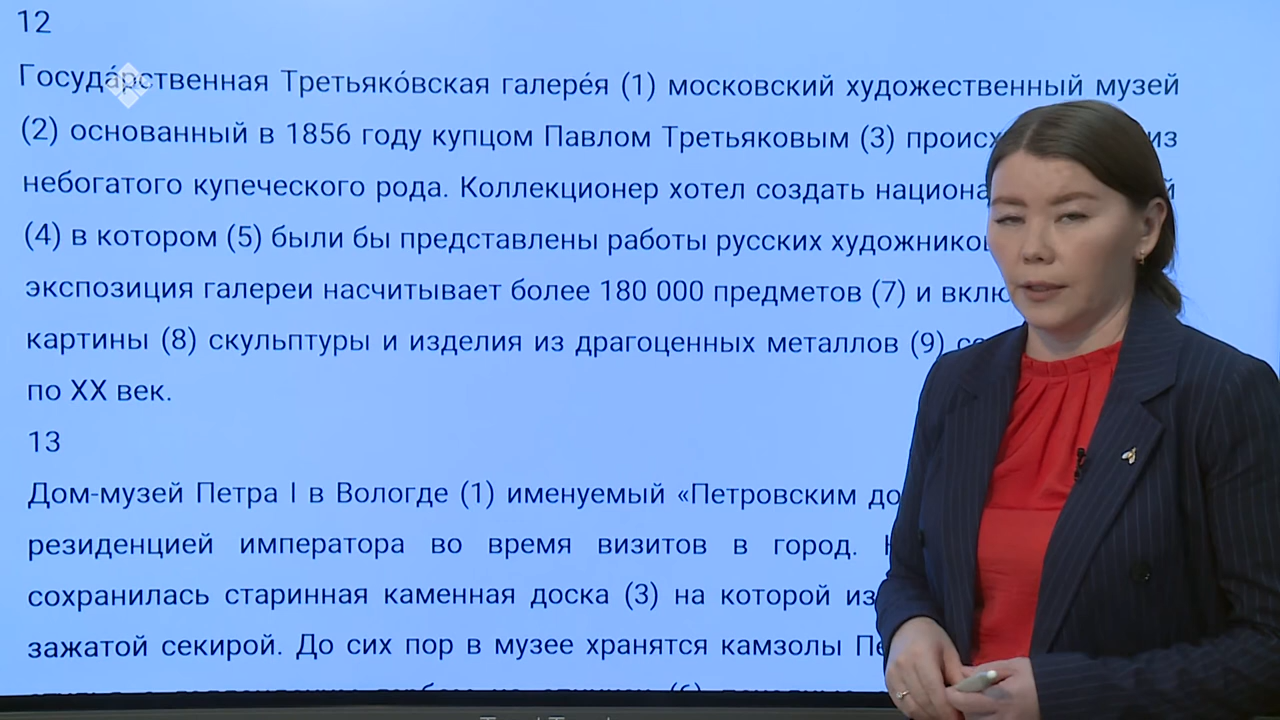 12
Госуда́рственная Третьяко́вская галере́я (1) московский художественный музей
(2) основанный в 1856 году купцом Павлом Третьяковым (3) из
небогатого купеческого рода. Коллекционер хотел создать
(4) в котором (5) были бы представлены работы русских
экспозиция галереи насчитывает более 180 000 предметов (7) и
картины (8) скульптуры и изделия из драгоценных металлов (9)
по XX век.
13
Дом-музей Петра I в Вологде (1) именуемый «Петровским
резиденцией императора во время визитов в город.
сохранилась старинная каменная доска (3) на которой
зажатой секирой. До сих пор в музее хранятся камзолы